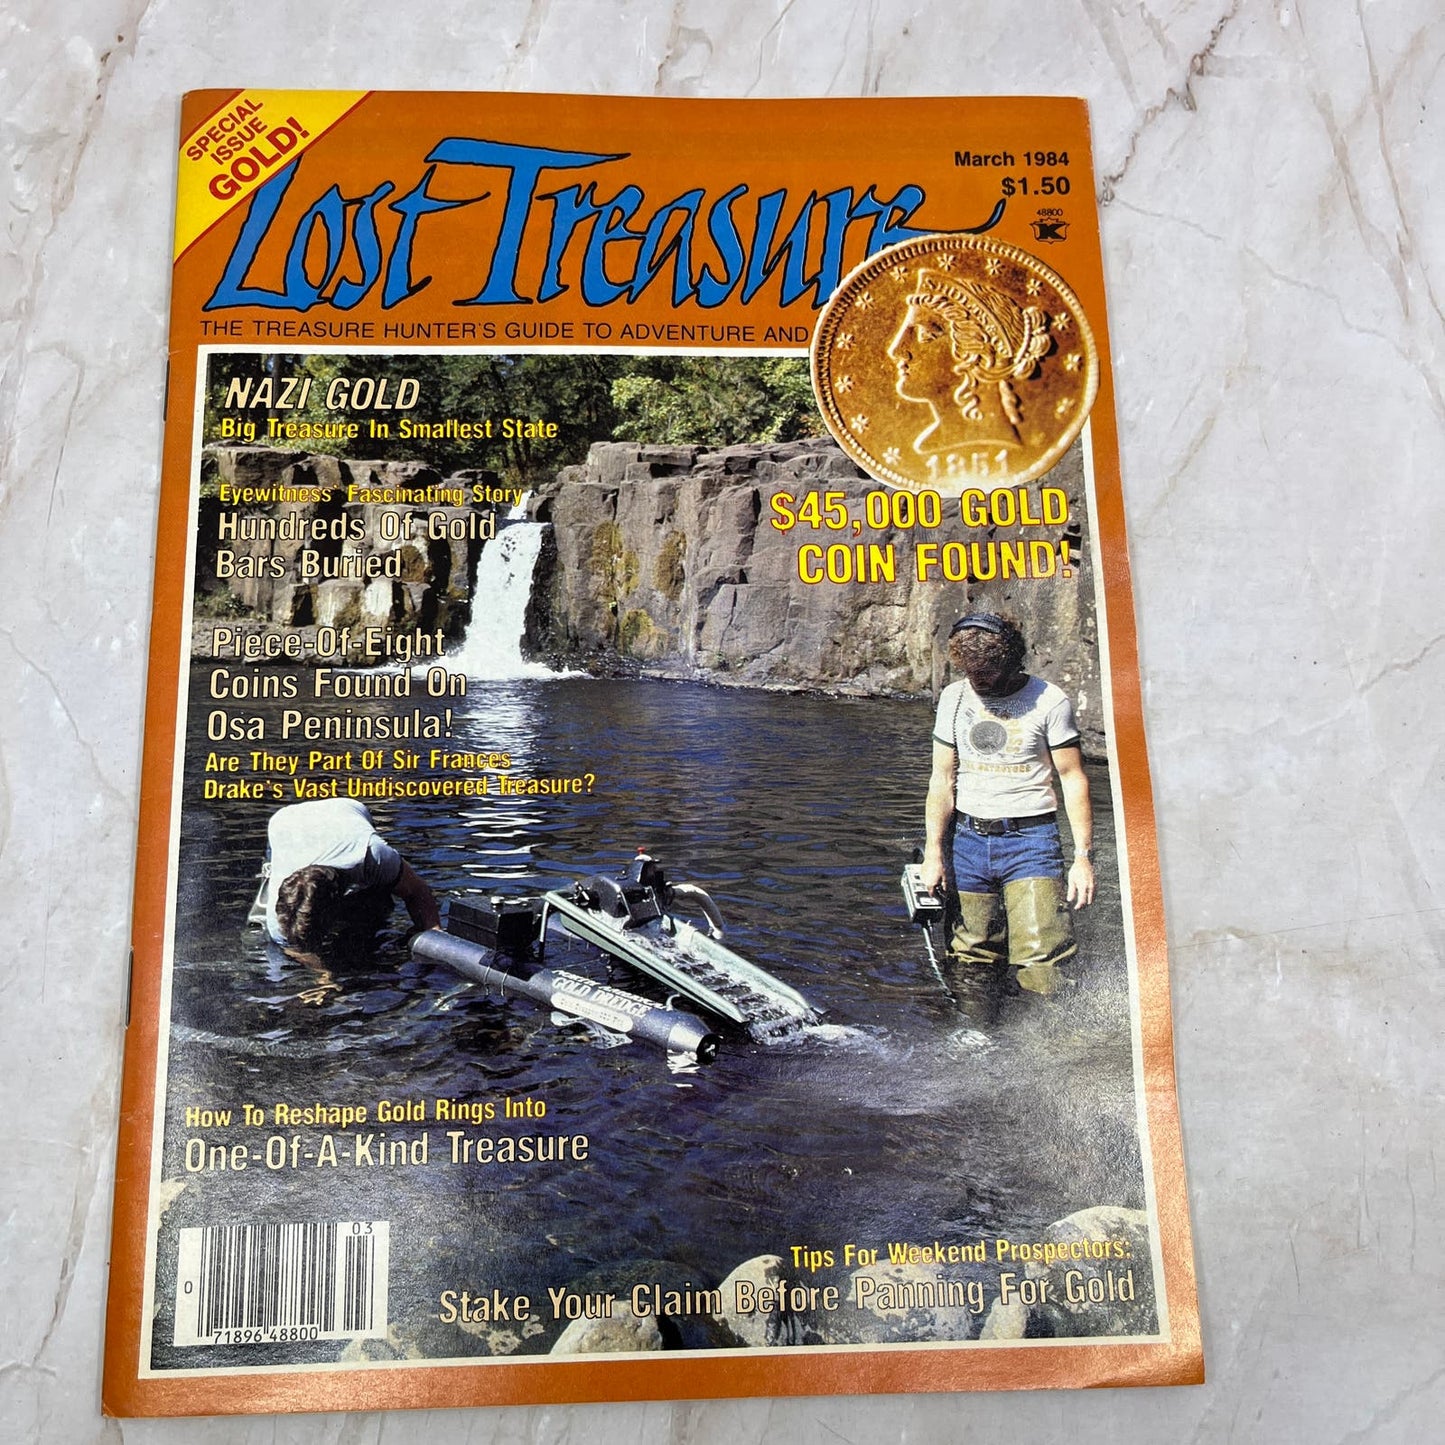 SPECIAL
ISSUE
GOLD!
Lost Treasure
March 1984
$1.50
48800
K
THE TREASURE HUNTER'S GUIDE TO ADVENTURE AND
1851
NAZI GOLD
Big Treasure In Smallest State
Eyewitness' Fascinating Story
Hundreds Of Gold
Bars Buried
$45,000 GOLD
COIN FOUND!
Piece-Of-Eight
Coins Found On
Osa Peninsula!
Are They Part Of Sir Frances
Drake's Vast Undiscovered Treasure?
GOLD DREDGE
How To Reshape Gold Rings Into
One-Of-A-Kind Treasure
Tips For Weekend Prospectors:
Stake Your Claim Before Panning For Gold
03
0
71896 48800